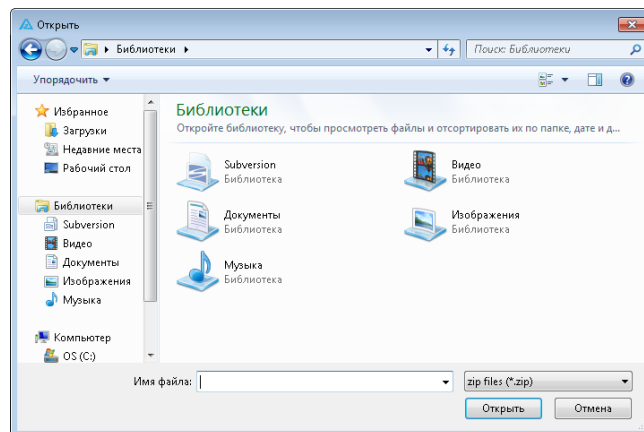 Открыть
Библиотеки
Поиск: Библиотеки
Упорядочить
Избранное
Загрузки
Недавние места
Рабочий стол
Библиотеки
Subversion
Видео
Документы
Изображения
Музыка
Компьютер
OS (C:)
Библиотеки
Откройте библиотеку, чтобы просмотреть файлы и отсортировать их по папке, дате и д...
Subversion
Библиотека
Видео
Библиотека
Документы
Библиотека
Изображения
Библиотека
Музыка
Библиотека
Имя файла:
zip files (*.zip)
Открыть
Отмена